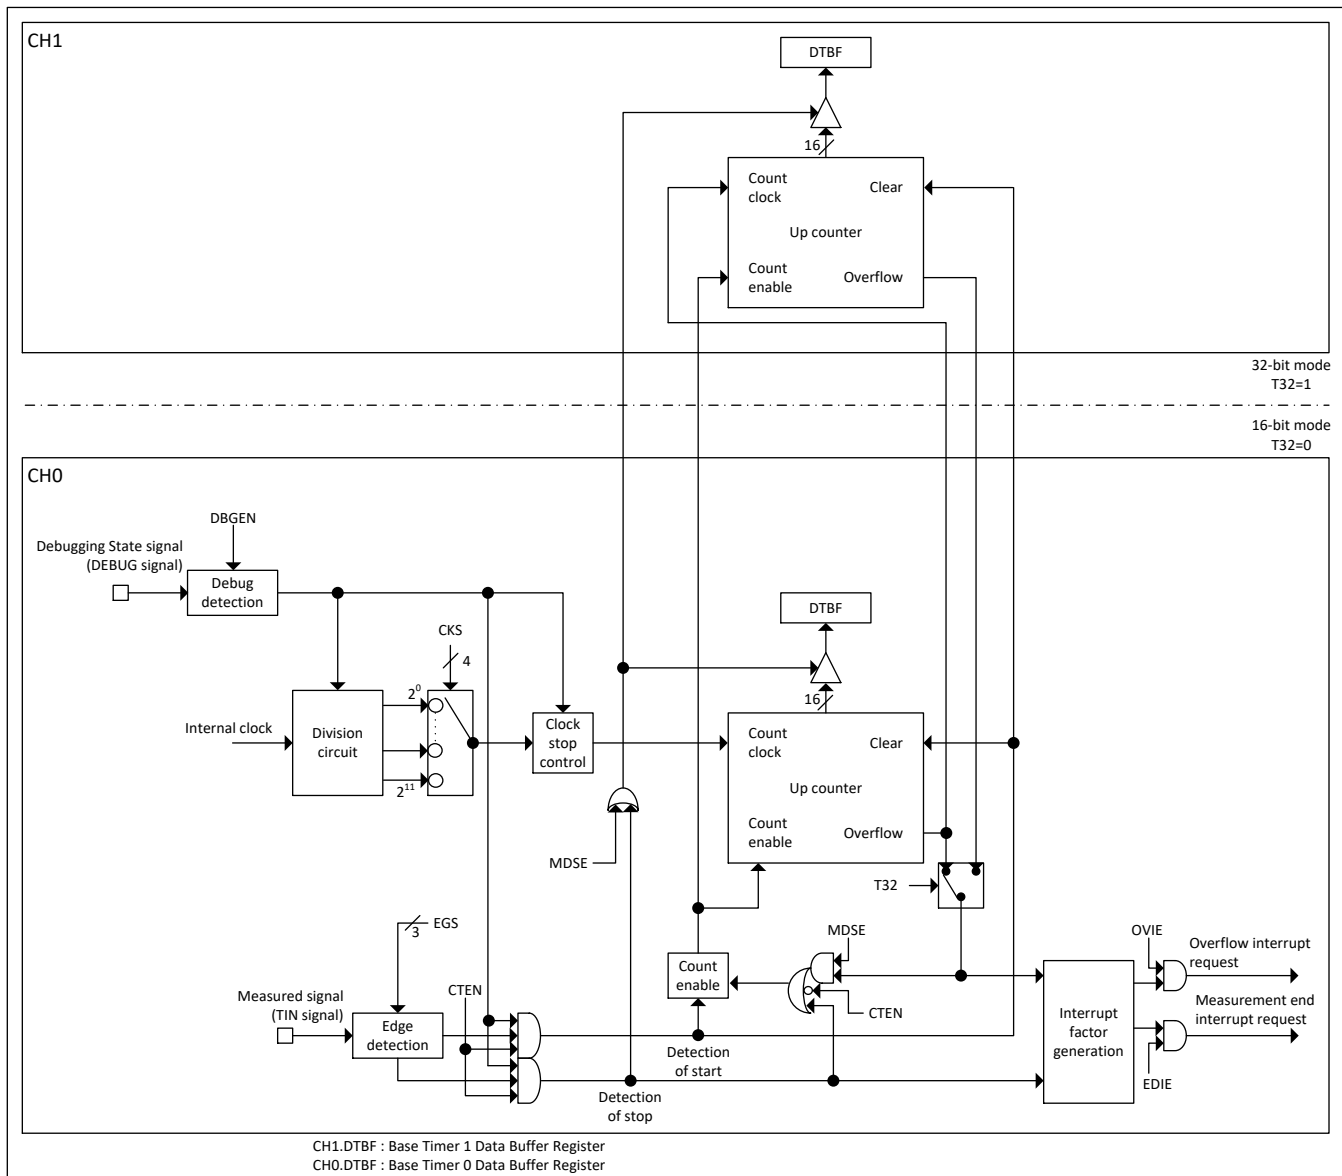 CH1
DTBF
16
Count
clock
Clear
Up counter
Count
enable
Overflow
32-bit mode
T32=1
16-bit mode
T32=0
CH0
DBGEN
Debugging State signal
(DEBUG signal)
Debug
detection
DTBF
CKS
4
16
2^0
Internal clock
Division
circuit
2^11
Clock
stop
control
Count
clock
Clear
Up counter
Count
enable
Overflow
MDSE
T32
EGS
3
MDSE
OVIE
Overflow interrupt
request
Measured signal
(TIN signal)
CTEN
Edge
detection
Count
enable
CTEN
Interrupt
factor
generation
Measurement end
interrupt request
Detection
of start
EDIE
Detection
of stop
CH1.DTBF : Base Timer 1 Data Buffer Register
CH0.DTBF : Base Timer 0 Data Buffer Register